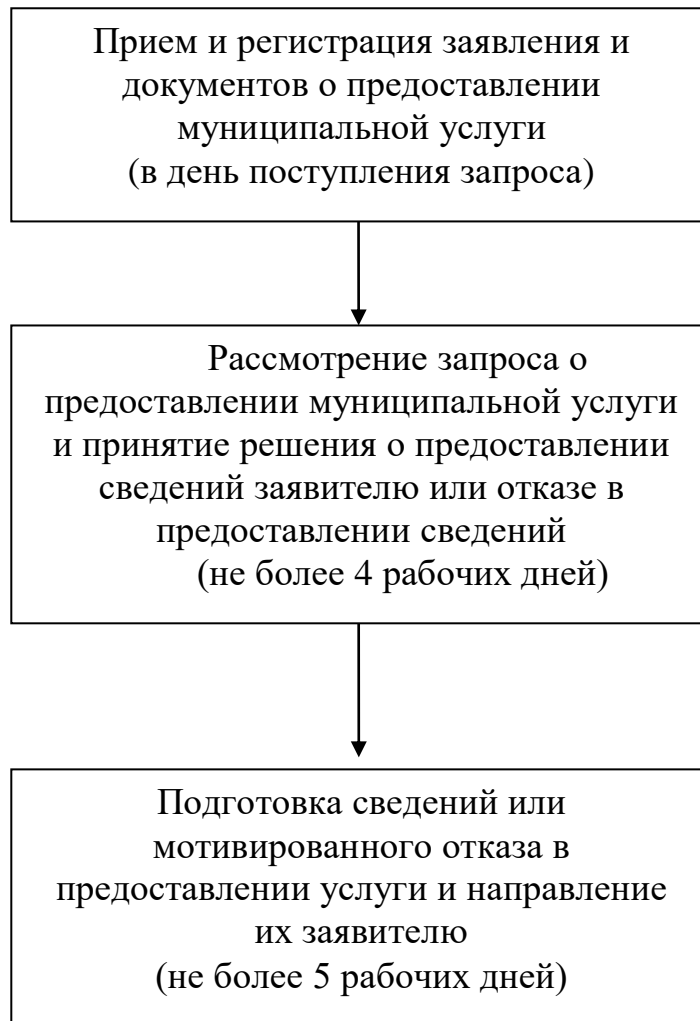 Прием и регистрация заявления и
документов о предоставлении
муниципальной услуги
(в день поступления запроса)
Рассмотрение запроса о
предоставлении муниципальной услуги
и принятие решения о предоставлении
сведений заявителю или отказе в
предоставлении сведений
(не более 4 рабочих дней)
Подготовка сведений или
мотивированного отказа в
предоставлении услуги и направление
их заявителю
(не более 5 рабочих дней)